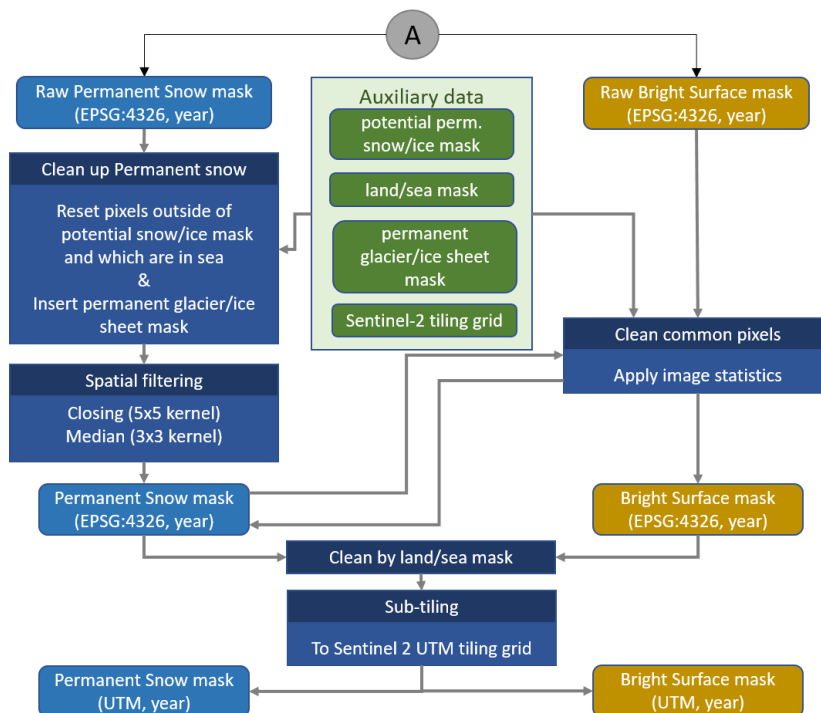 A
Raw Permanent Snow mask
(EPSG:4326, year)
Auxiliary data
potential perm.
snow/ice mask
land/sea mask
permanent
glacier/ice sheet
mask
Sentinel-2 tiling grid
Raw Bright Surface mask
(EPSG:4326, year)
Clean up Permanent snow
Reset pixels outside of
potential snow/ice mask
and which are in sea
&
Insert permanent glacier/ice
sheet mask
Clean common pixels
Apply image statistics
Spatial filtering
Closing (5x5 kernel)
Median (3x3 kernel)
Permanent Snow mask
(EPSG:4326, year)
Bright Surface mask
(EPSG:4326, year)
Clean by land/sea mask
Sub-tiling
To Sentinel 2 UTM tiling grid
Permanent Snow mask
(UTM, year)
Bright Surface mask
(UTM, year)